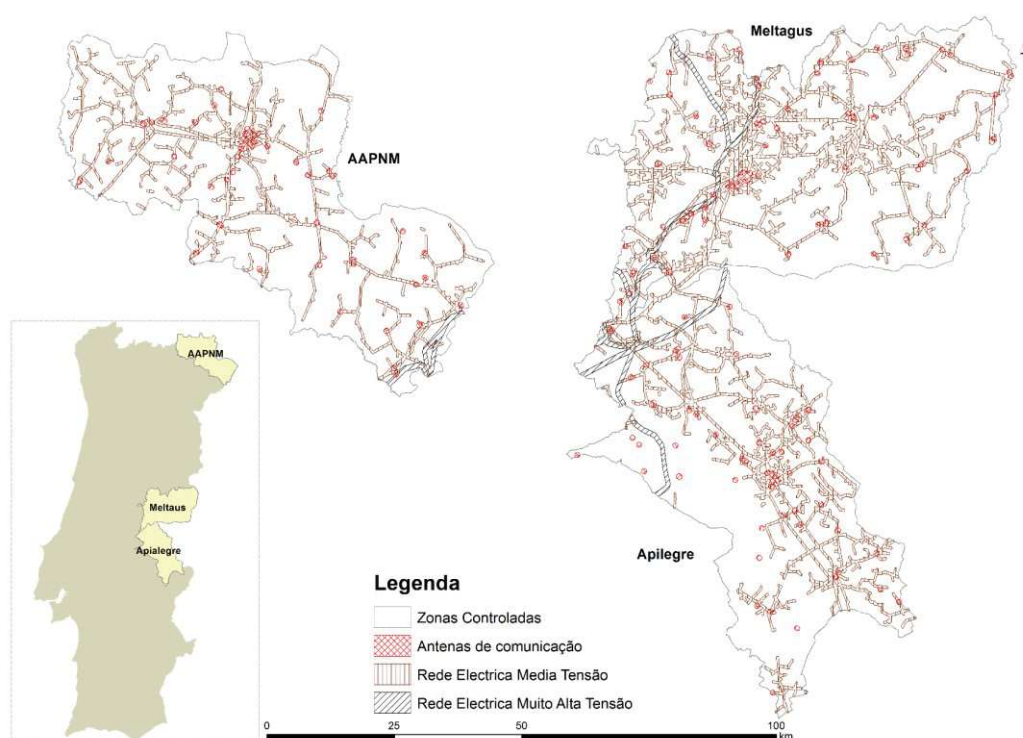 Meltagus
AAPNM
AAPNM
Meltaus
Apialegre
Apilegre
Legenda
Zonas Controladas
Antenas de comunicação
Rede Electrica Media Tensão
Rede Electrica Muito Alta Tensão
0 25 50 100
km